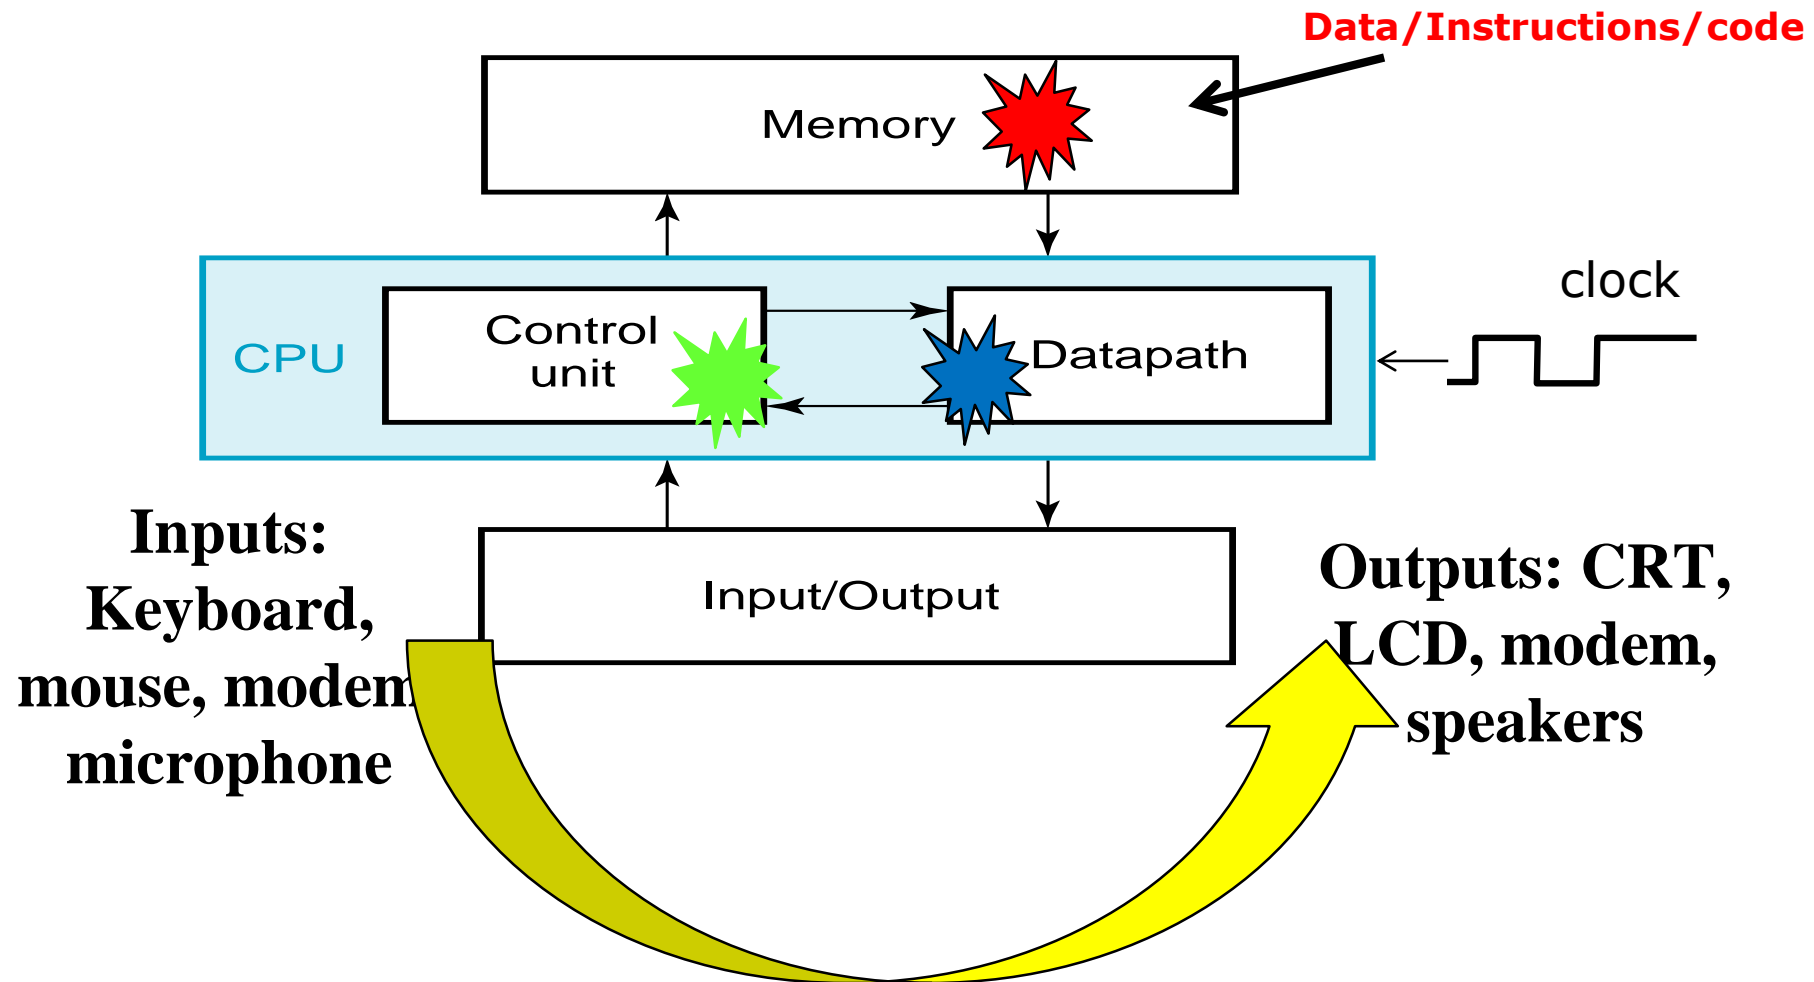 Data/Instructions/code
Memory
clock
Control
unit
CPU
Datapath
Inputs:
Keyboard,
mouse, modem
microphone
Input/Output
Outputs: CRT,
LCD, modem,
speakers